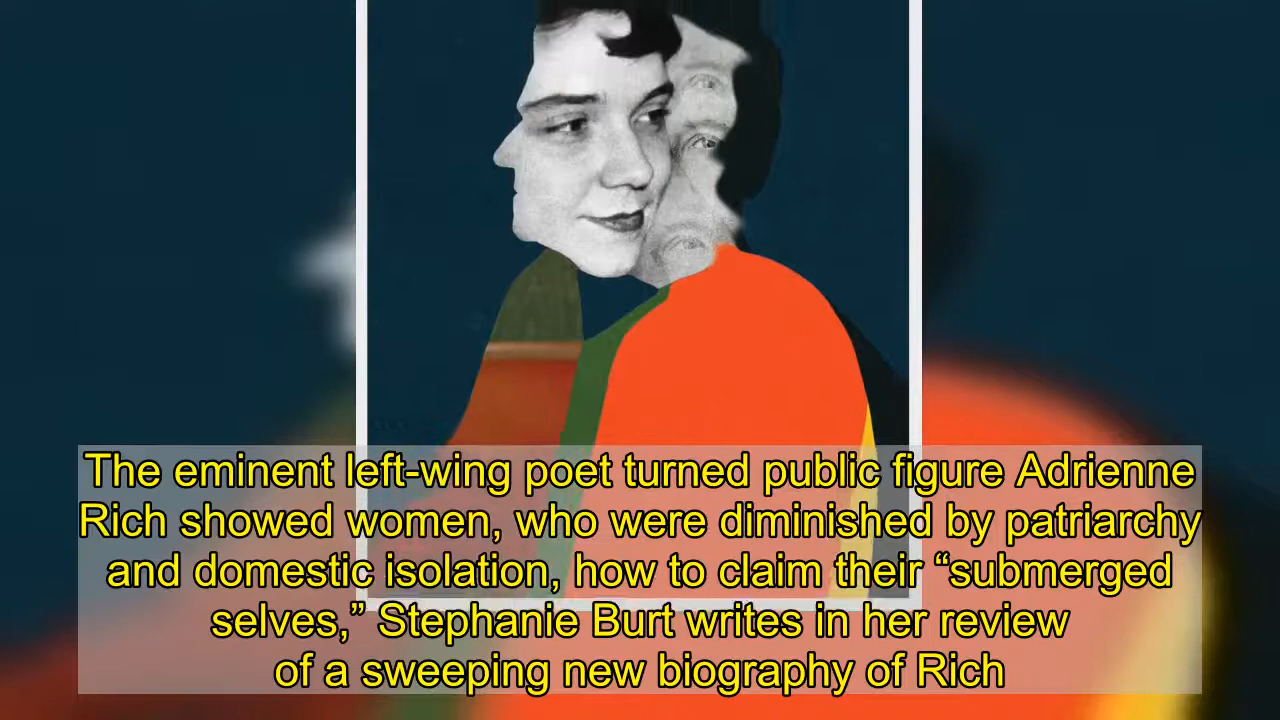 The eminent left-wing poet turned public figure Adrienne
Rich showed women, who were diminished by patriarchy
and domestic isolation, how to claim their “submerged
selves,” Stephanie Burt writes in her review
of a sweeping new biography of Rich